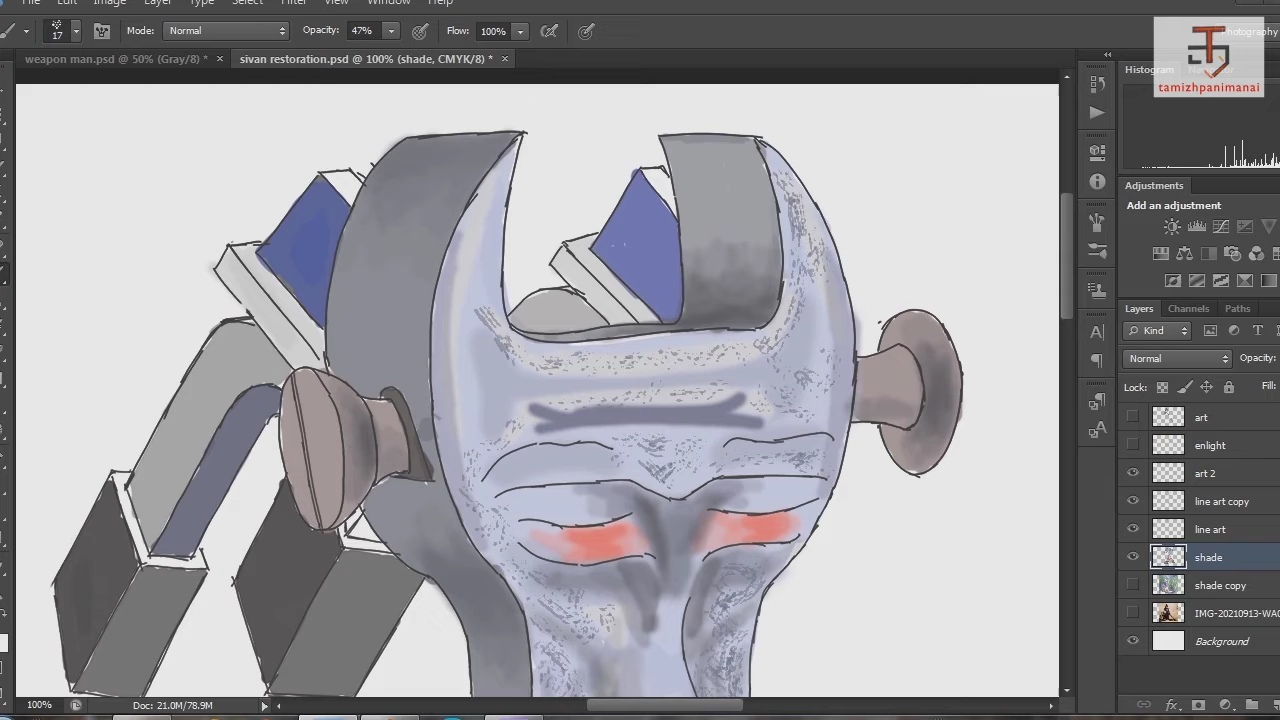 File Edit Image Layer Type Select Filter View Window Help
17 Mode: Normal Opacity: 47% Flow: 100%
Photography
weapon man.psd @ 50% (Gray/8) * × sivan restoration.psd @ 100% (shade, CMYK/8) * ×
Histogram
tamizhpanimanai
Adjustments
Add an adjustment
Layers Channels Paths
Kind
Normal Opacity:
Lock: Fill:
art
enlight
art 2
line art copy
line art
shade
shade copy
IMG-20210913-WA0
Background
100% Doc: 21.0M/78.9M